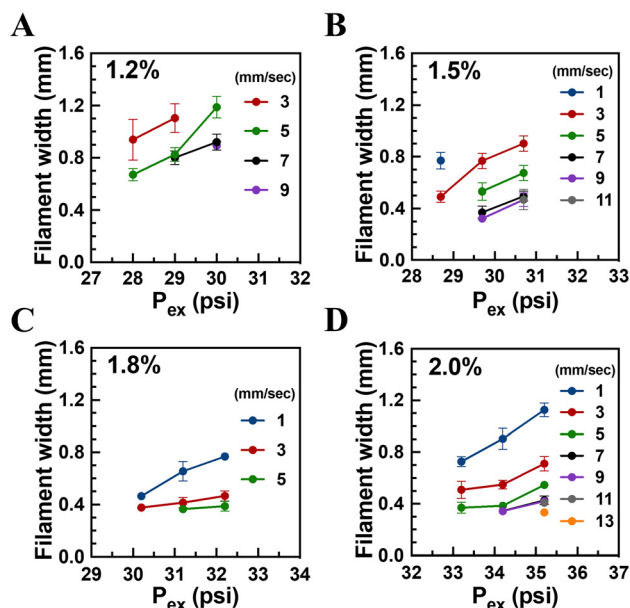 A
1.2%
(mm/sec)
3
5
7
9
Filament width (mm)
1.6
1.2
0.8
0.4
0.0
27 28 29 30 31 32
P_ex (psi)
B
1.5%
(mm/sec)
1
3
5
7
9
11
Filament width (mm)
1.6
1.2
0.8
0.4
0.0
28 29 30 31 32 33
P_ex (psi)
C
1.8%
(mm/sec)
1
3
5
Filament width (mm)
1.6
1.2
0.8
0.4
0.0
29 30 31 32 33 34
P_ex (psi)
D
2.0%
(mm/sec)
1
3
5
7
9
11
13
Filament width (mm)
1.6
1.2
0.8
0.4
0.0
32 33 34 35 36 37
P_ex (psi)